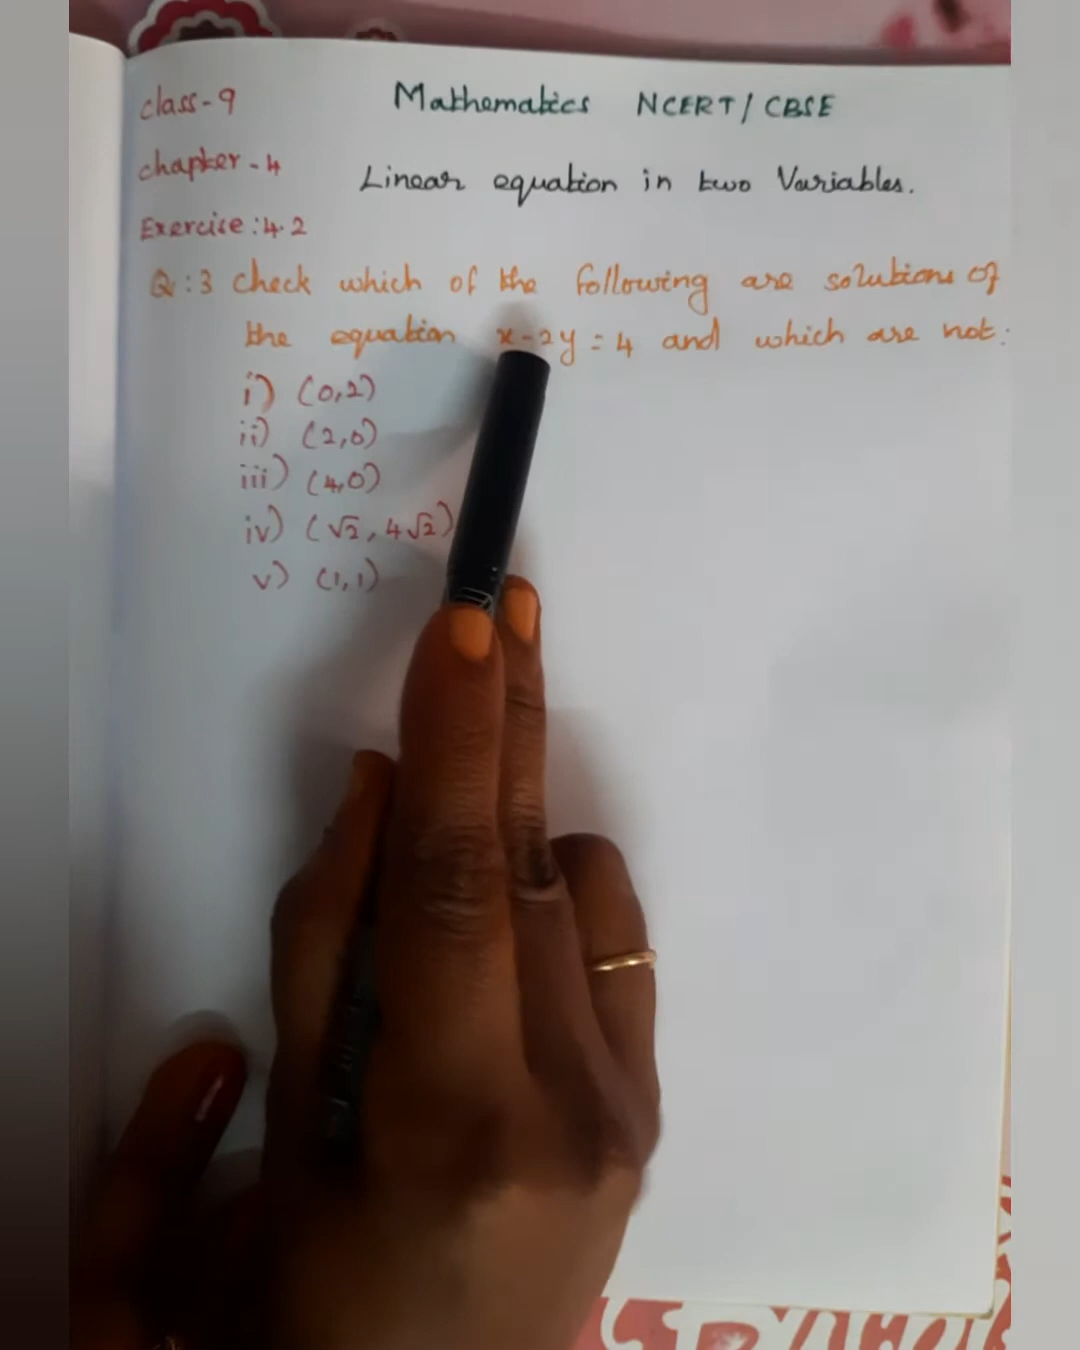 class-9 Mathematics NCERT/CBSE
chapter-4 Linear equation in two Variables.
Exercise:4.2
Q:3 check which of the following are solutions of
the equation x-2y=4 and which are not:
i) (0,2)
ii) (2,0)
iii) (4,0)
iv) (√2, 4√2)
v) (1,1)